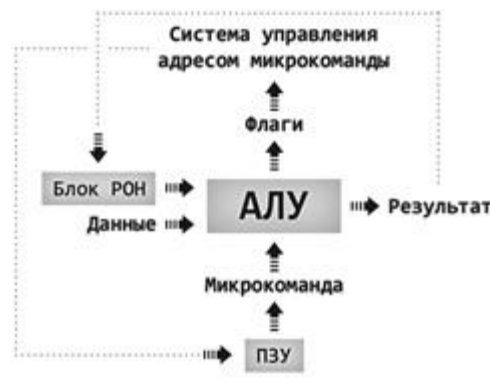 Система управления
адресом микрокоманды
Флаги
Блок РОН
АЛУ
Результат
Данные
Микрокоманда
ПЗУ